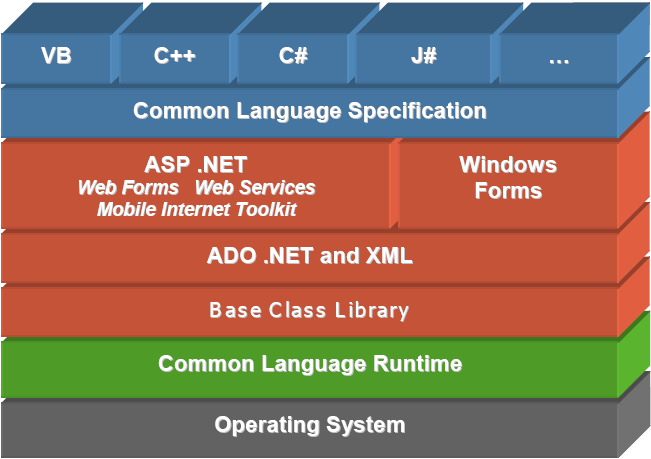 VB C++ C# J# ...
Common Language Specification
ASP .NET
Web Forms Web Services
Mobile Internet Toolkit
Windows
Forms
ADO .NET and XML
Base Class Library
Common Language Runtime
Operating System